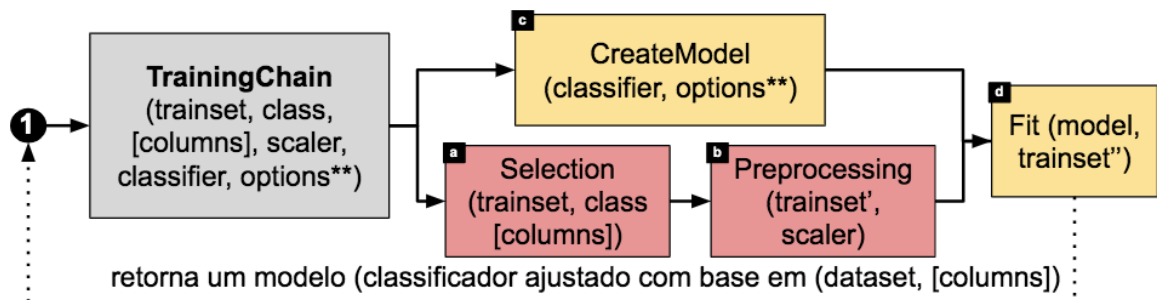 1
TrainingChain
(trainset, class,
[columns], scaler,
classifier, options**)
c
CreateModel
(classifier, options**)
a
Selection
(trainset, class
[columns])
b
Preprocessing
(trainset’,
scaler)
d
Fit (model,
trainset’’)
retorna um modelo (classificador ajustado com base em (dataset, [columns])